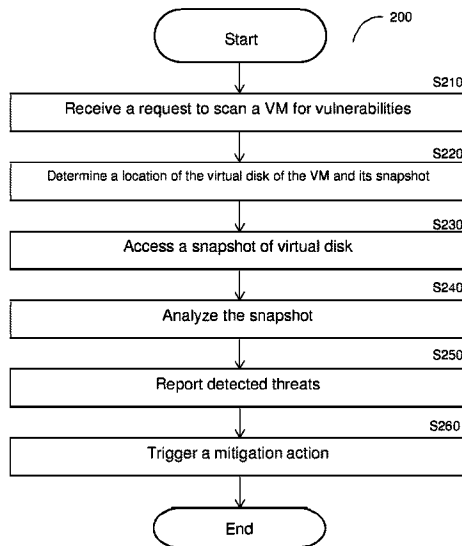 Start
200
S210
Receive a request to scan a VM for vulnerabilities
S220
Determine a location of the virtual disk of the VM and its snapshot
S230
Access a snapshot of virtual disk
S240
Analyze the snapshot
S250
Report detected threats
S260
Trigger a mitigation action
End